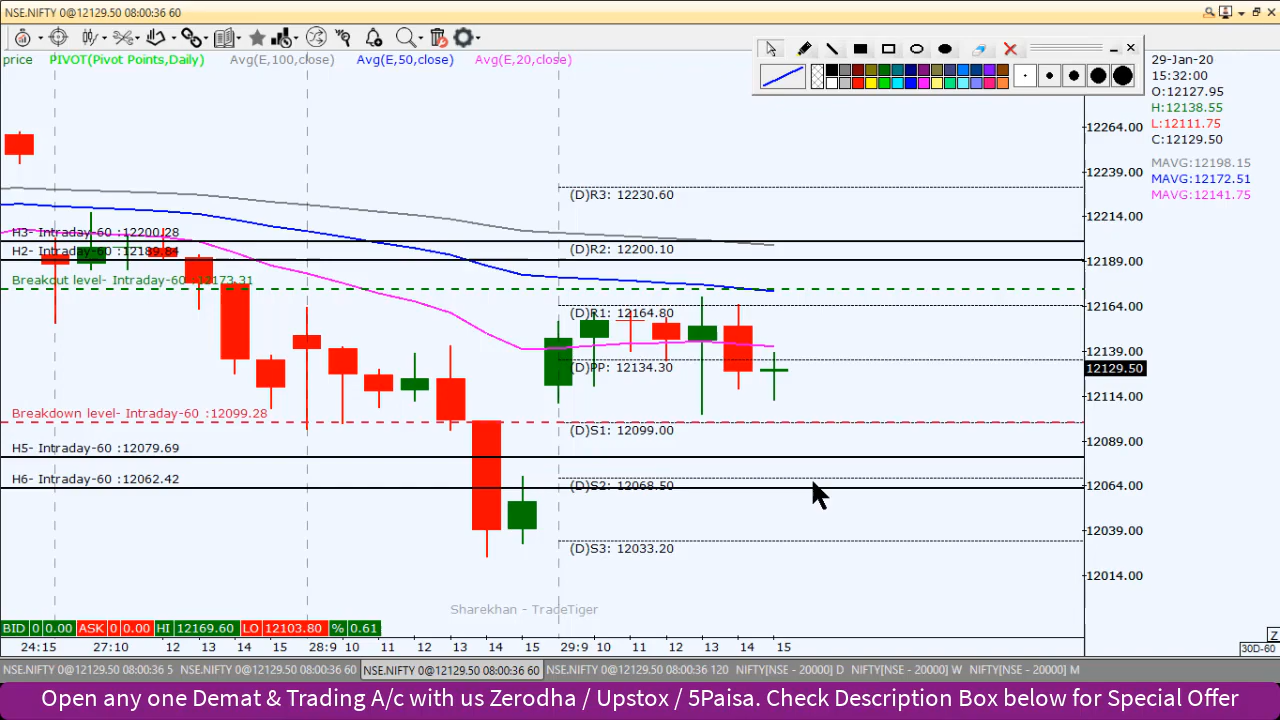 NSE.NIFTY 0@12129.50 08:00:36 60
price PIVOT(Pivot Points,Daily) Avg(E,100,close) Avg(E,50,close) Avg(E,20,close)
29-Jan-20
15:32:00
O:12127.95
H:12138.55
L:12111.75
C:12129.50
MAVG:12198.15
MAVG:12172.51
MAVG:12141.75
12264.00
12239.00
12214.00
12189.00
12164.00
12139.00
12129.50
12114.00
12089.00
12064.00
12039.00
12014.00
(D)R3: 12230.60
H3- Intraday-60 :12200.28
(D)R2: 12200.10
H2- Intraday-60 :12189.84
Breakout level- Intraday-60 :12173.31
(D)R1: 12164.80
(D)PP: 12134.30
Breakdown level- Intraday-60 :12099.28
(D)S1: 12099.00
H5- Intraday-60 :12079.69
H6- Intraday-60 :12062.42
(D)S2: 12068.50
(D)S3: 12033.20
Sharekhan - TradeTiger
BID 0 0.00 ASK 0 0.00 HI 12169.60 LO 12103.80 % 0.61
24:15 27:10 12 13 14 15 28:9 10 11 12 13 14 15 29:9 10 11 12 13 14 15
Z
30D-60
NSE.NIFTY 0@12129.50 08:00:36 5 NSE.NIFTY 0@12129.50 08:00:36 60 NSE.NIFTY 0@12129.50 08:00:36 60 NSE.NIFTY 0@12129.50 08:00:36 120 NIFTY[NSE - 20000] D NIFTY[NSE - 20000] W NIFTY[NSE - 20000] M
Open any one Demat & Trading A/c with us Zerodha / Upstox / 5Paisa. Check Description Box below for Special Offer